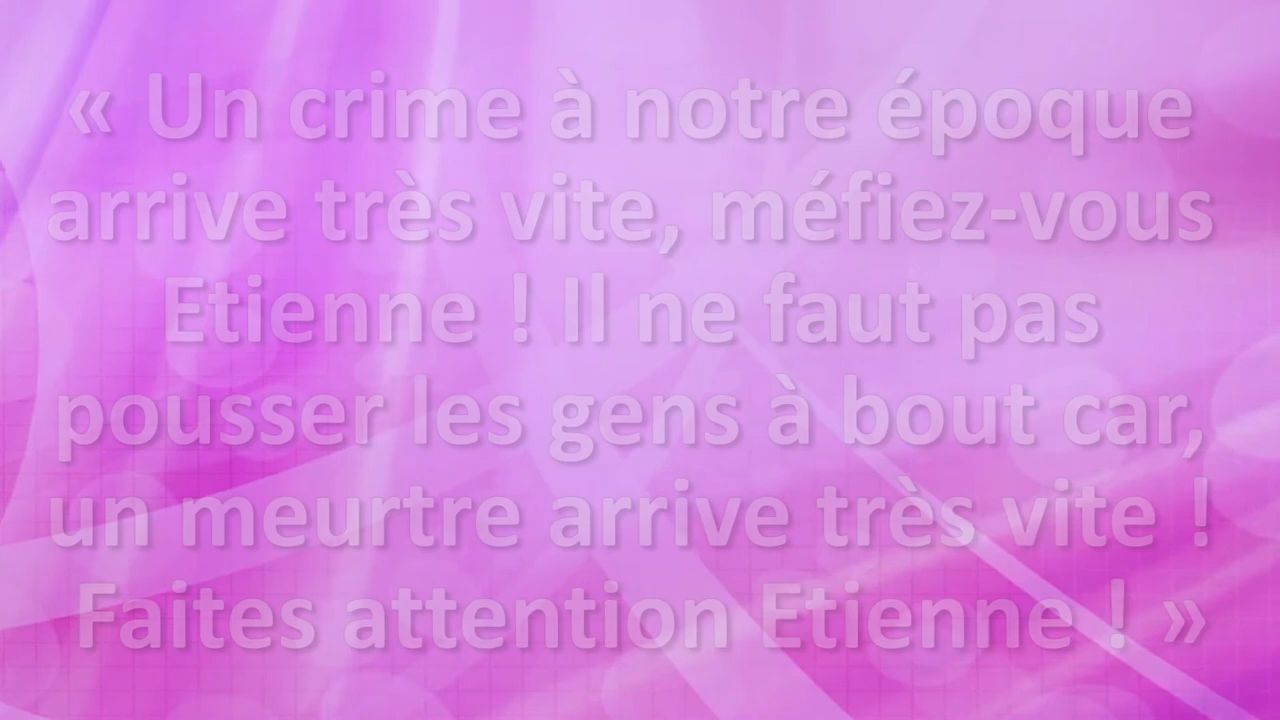 « Un crime à notre époque
arrive très vite, méfiez-vous
Etienne ! Il ne faut pas
pousser les gens à bout car,
un meurtre arrive très vite !
Faites attention Etienne ! »